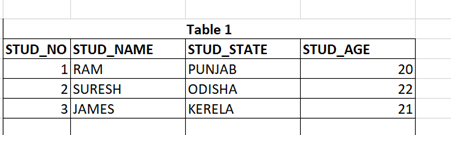 Table 1
STUD_NO STUD_NAME STUD_STATE STUD_AGE
1 RAM PUNJAB 20
2 SURESH ODISHA 22
3 JAMES KERELA 21